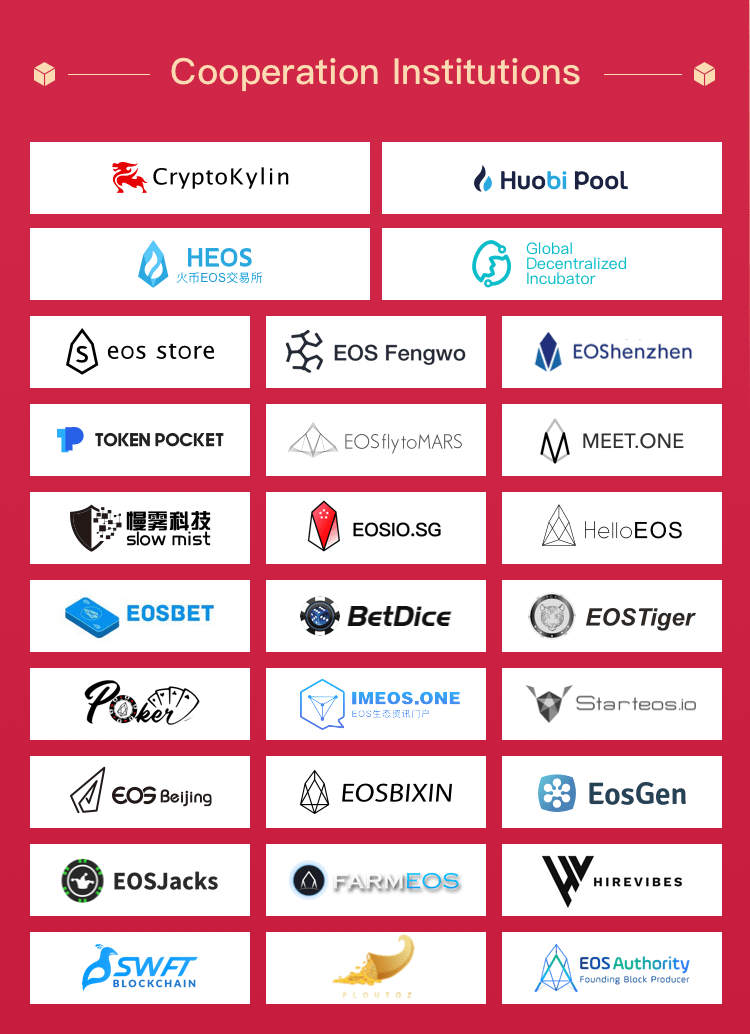 Cooperation Institutions
CryptoKylin
Huobi Pool
HEOS
火币EOS交易所
Global
Decentralized
Incubator
S
eos store
EOS Fengwo
EOShenzhen
TOKEN POCKET
EOSflytoMARS
MEET.ONE
慢雾科技
slow mist
EOSIO.SG
HelloEOS
EOSBET
BetDice
EOSTiger
Poker
IMEOS.ONE
EOS生态资讯门户
Starteos.io
EOS Beijing
EOSBIXIN
EosGen
EOSJacks
FARMEOS
HIREVIBES
SWFT
BLOCKCHAIN
PLOUTOZ
EOS Authority
Founding Block Producer